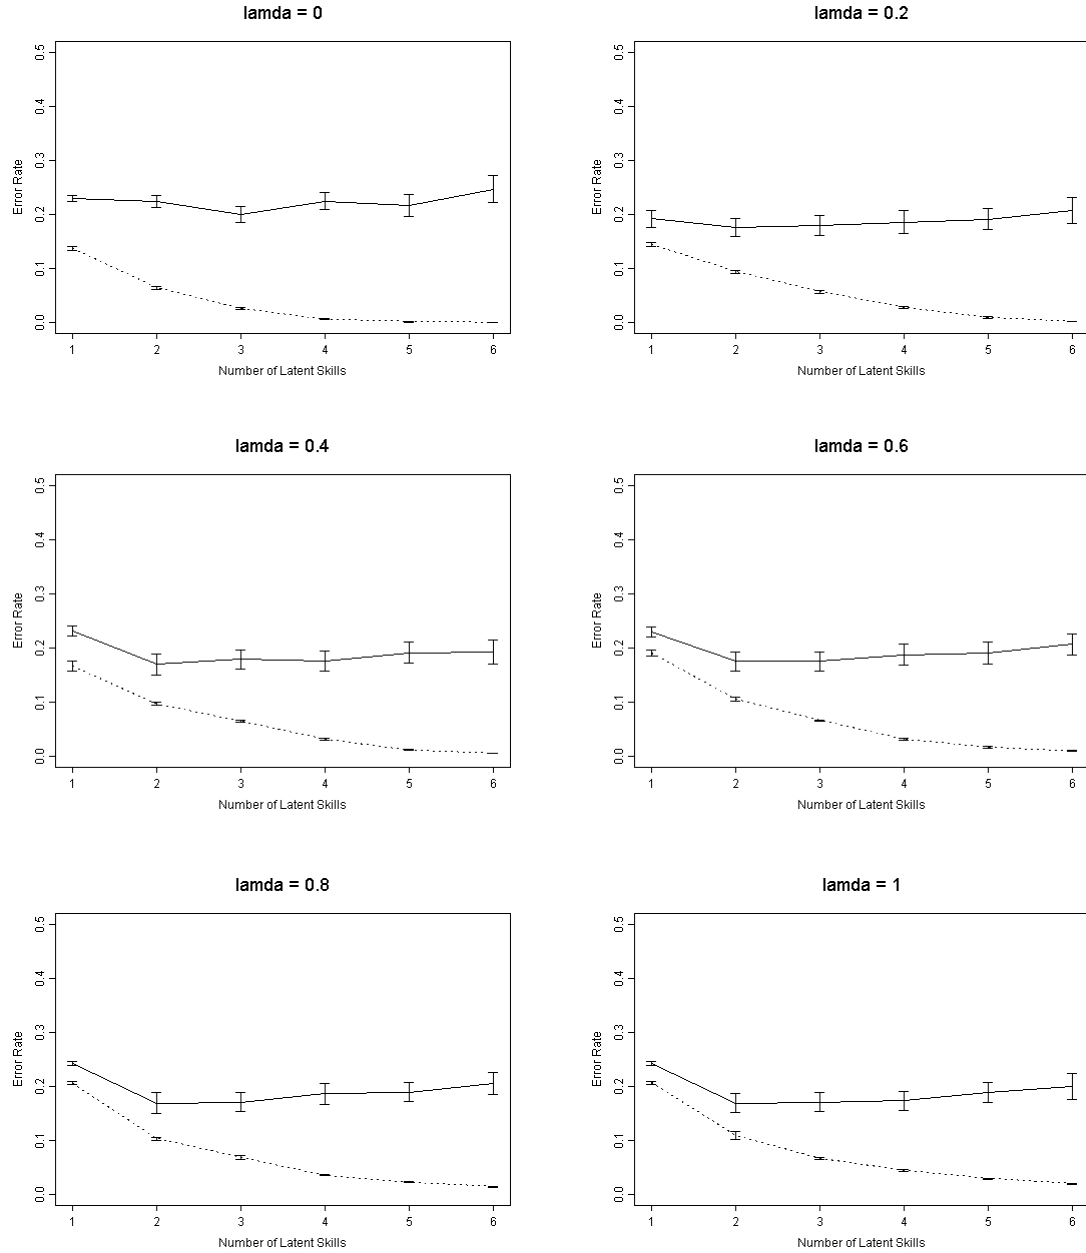 lamda = 0
0.5
0.4
0.3
0.2
0.1
0.0
Error Rate
1 2 3 4 5 6
Number of Latent Skills
lamda = 0.2
0.5
0.4
0.3
0.2
0.1
0.0
Error Rate
1 2 3 4 5 6
Number of Latent Skills
lamda = 0.4
0.5
0.4
0.3
0.2
0.1
0.0
Error Rate
1 2 3 4 5 6
Number of Latent Skills
lamda = 0.6
0.5
0.4
0.3
0.2
0.1
0.0
Error Rate
1 2 3 4 5 6
Number of Latent Skills
lamda = 0.8
0.5
0.4
0.3
0.2
0.1
0.0
Error Rate
1 2 3 4 5 6
Number of Latent Skills
lamda = 1
0.5
0.4
0.3
0.2
0.1
0.0
Error Rate
1 2 3 4 5 6
Number of Latent Skills